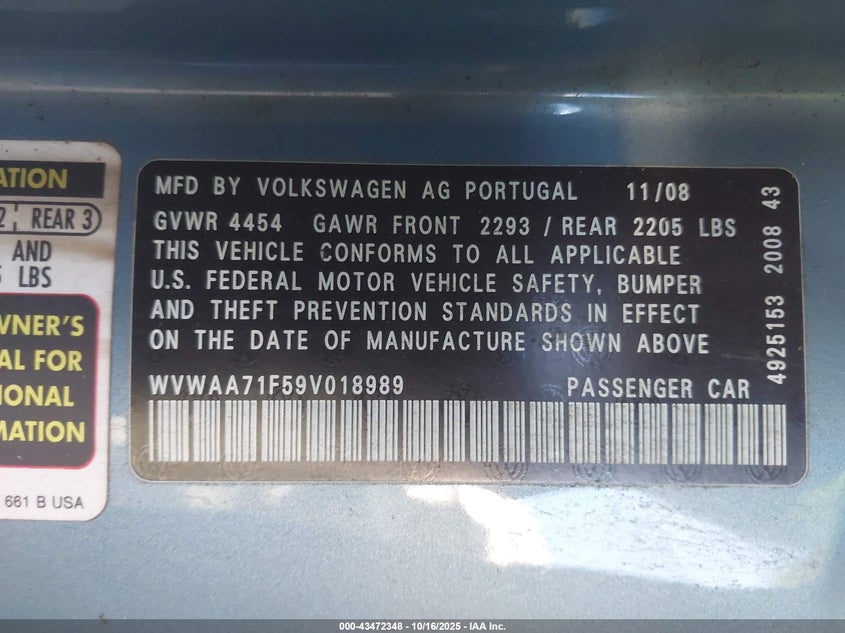 ATION
2 REAR 3
AND
LBS
WNER'S
AL FOR
IONAL
MATION
661 B USA
MFD BY VOLKSWAGEN AG PORTUGAL 11/08
GVWR 4454 GAWR FRONT 2293 / REAR 2205 LBS
THIS VEHICLE CONFORMS TO ALL APPLICABLE
U.S. FEDERAL MOTOR VEHICLE SAFETY, BUMPER
AND THEFT PREVENTION STANDARDS IN EFFECT
ON THE DATE OF MANUFACTURE SHOWN ABOVE
WVWAA71F59V018989 PASSENGER CAR
4925153 2008 43
000-43472348 - 10/16/2025 - IAA Inc.